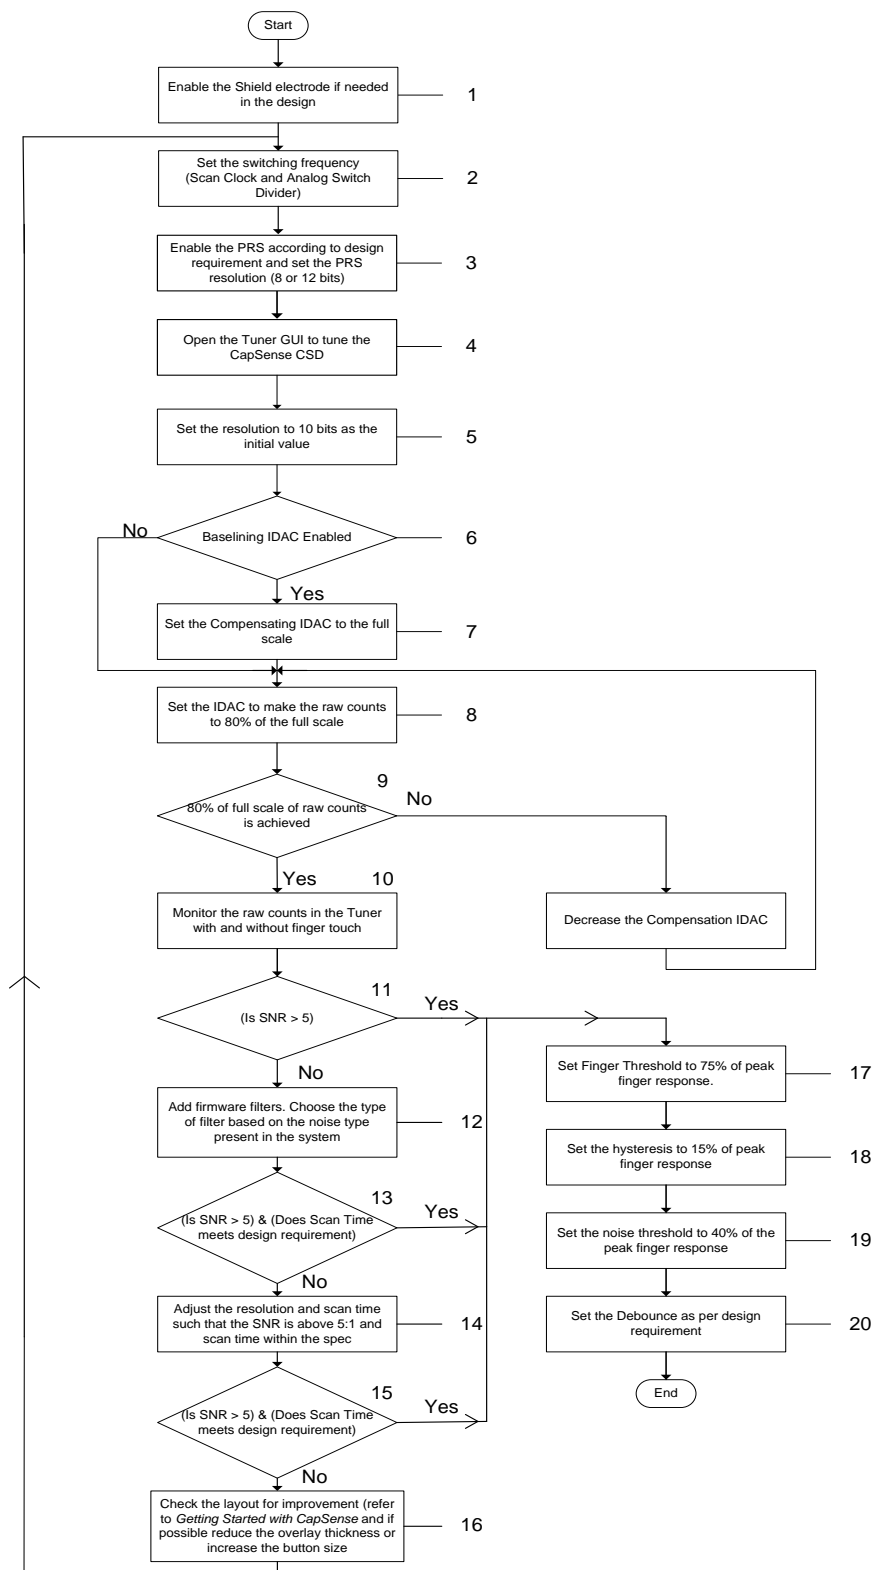 Start
Enable the Shield electrode if needed
in the design
1
Set the switching frequency
(Scan Clock and Analog Switch
Divider)
2
Enable the PRS according to design
requirement and set the PRS
resolution (8 or 12 bits)
3
Open the Tuner GUI to tune the
CapSense CSD
4
Set the resolution to 10 bits as the
initial value
5
No
Baselining IDAC Enabled
6
Yes
Set the Compensating IDAC to the full
scale
7
Set the IDAC to make the raw counts
to 80% of the full scale
8
9
80% of full scale of raw counts
is achieved
No
Yes
10
Monitor the raw counts in the Tuner
with and without finger touch
Decrease the Compensation IDAC
11
(Is SNR > 5)
Yes
No
Add firmware filters. Choose the type
of filter based on the noise type
present in the system
12
13
(Is SNR > 5) & (Does Scan Time
meets design requirement)
Yes
No
Adjust the resolution and scan time
such that the SNR is above 5:1 and
scan time within the spec
14
15
(Is SNR > 5) & (Does Scan Time
meets design requirement)
Yes
No
Check the layout for improvement (refer
to Getting Started with CapSense and if
possible reduce the overlay thickness or
increase the button size
16
Set Finger Threshold to 75% of peak
finger response.
17
Set the hysteresis to 15% of peak
finger response
18
Set the noise threshold to 40% of the
peak finger response
19
Set the Debounce as per design
requirement
20
End